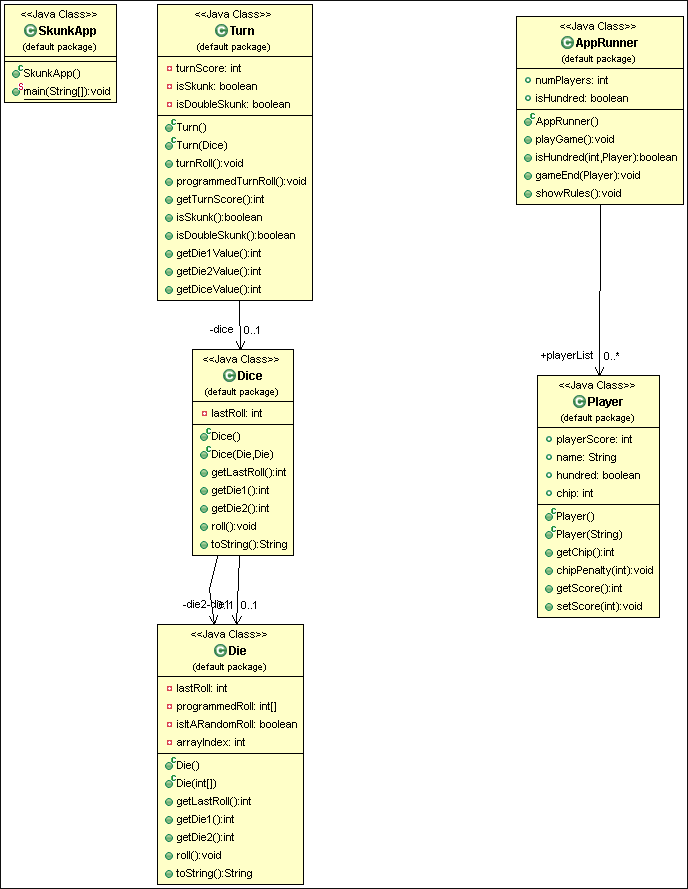 <<Java Class>>
SkunkApp
(default package)
SkunkApp()
main(String[]):void
<<Java Class>>
Turn
(default package)
turnScore: int
isSkunk: boolean
isDoubleSkunk: boolean
Turn()
Turn(Dice)
turnRoll():void
programmedTurnRoll():void
getTurnScore():int
isSkunk():boolean
isDoubleSkunk():boolean
getDie1Value():int
getDie2Value():int
getDiceValue():int
<<Java Class>>
AppRunner
(default package)
numPlayers: int
isHundred: boolean
AppRunner()
playGame():void
isHundred(int,Player):boolean
gameEnd(Player):void
showRules():void
-dice 0..1
+playerList 0..*
<<Java Class>>
Dice
(default package)
lastRoll: int
Dice()
Dice(Die,Die)
getLastRoll():int
getDie1():int
getDie2():int
roll():void
toString():String
<<Java Class>>
Player
(default package)
playerScore: int
name: String
hundred: boolean
chip: int
Player()
Player(String)
getChip():int
chipPenalty(int):void
getScore():int
setScore(int):void
-die2 -die1 0..1
<<Java Class>>
Die
(default package)
lastRoll: int
programmedRoll: int[]
isItARandomRoll: boolean
arrayIndex: int
Die()
Die(int[])
getLastRoll():int
getDie1():int
getDie2():int
roll():void
toString():String